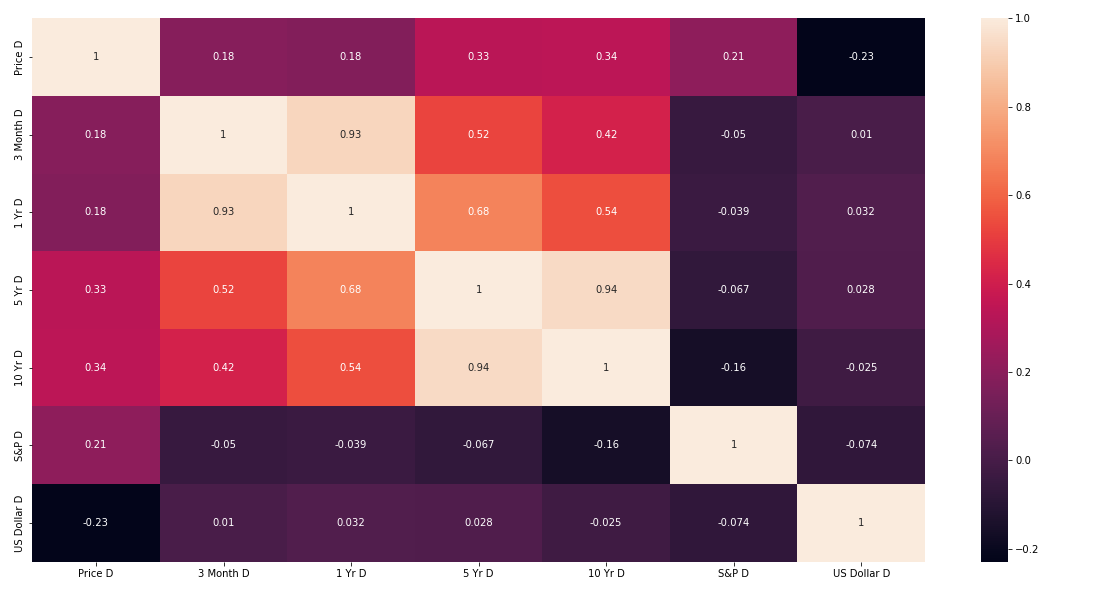 Price D 1 0.18 0.18 0.33 0.34 0.21 -0.23
3 Month D 0.18 1 0.93 0.52 0.42 -0.05 0.01
1 Yr D 0.18 0.93 1 0.68 0.54 -0.039 0.032
5 Yr D 0.33 0.52 0.68 1 0.94 -0.067 0.028
10 Yr D 0.34 0.42 0.54 0.94 1 -0.16 -0.025
S&P D 0.21 -0.05 -0.039 -0.067 -0.16 1 -0.074
US Dollar D -0.23 0.01 0.032 0.028 -0.025 -0.074 1
Price D 3 Month D 1 Yr D 5 Yr D 10 Yr D S&P D US Dollar D
1.0
0.8
0.6
0.4
0.2
0.0
−0.2